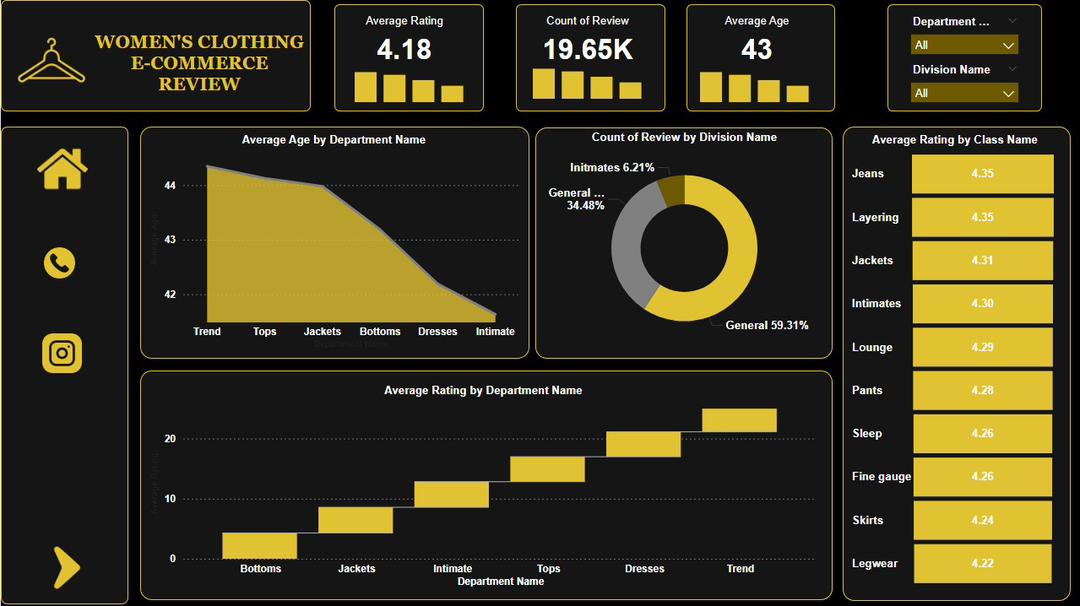 WOMEN'S CLOTHING
E-COMMERCE
REVIEW
Average Rating
4.18
Count of Review
19.65K
Average Age
43
Department ...
All
Division Name
All
Average Age by Department Name
44
43
42
Trend Tops Jackets Bottoms Dresses Intimate
Department Name
Count of Review by Division Name
Initmates 6.21%
General ...
34.48%
General 59.31%
Average Rating by Class Name
Jeans 4.35
Layering 4.35
Jackets 4.31
Intimates 4.30
Lounge 4.29
Pants 4.28
Sleep 4.26
Fine gauge 4.26
Skirts 4.24
Legwear 4.22
Average Rating by Department Name
20
10
0
Bottoms Jackets Intimate Tops Dresses Trend
Department Name